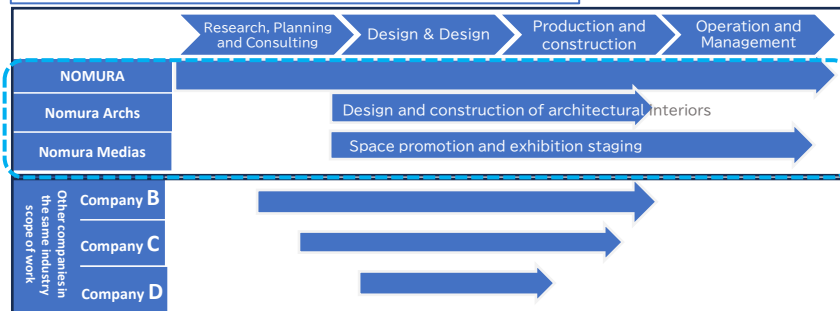 Research, Planning
and Consulting
Design & Design
Production and
construction
Operation and
Management
NOMURA
Nomura Archs
Design and construction of architectural Interiors
Nomura Medias
Space promotion and exhibition staging
Other companies in
the same industry
scope of work
Company B
Company C
Company D